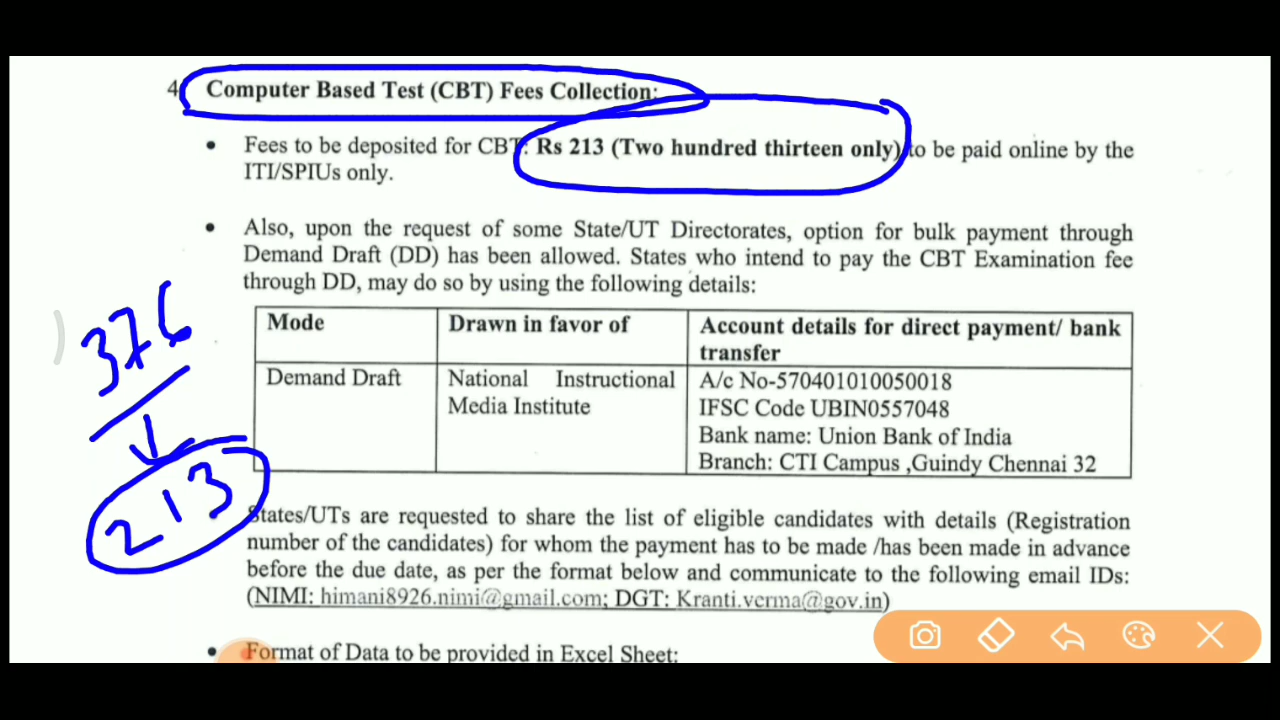 4 Computer Based Test (CBT) Fees Collection:
• Fees to be deposited for CBT: Rs 213 (Two hundred thirteen only) to be paid online by the
ITI/SPIUs only.
• Also, upon the request of some State/UT Directorates, option for bulk payment through
Demand Draft (DD) has been allowed. States who intend to pay the CBT Examination fee
through DD, may do so by using the following details:
Mode Drawn in favor of Account details for direct payment/ bank
transfer
Demand Draft National Instructional A/c No-570401010050018
Media Institute IFSC Code UBIN0557048
Bank name: Union Bank of India
Branch: CTI Campus ,Guindy Chennai 32
376
213
States/UTs are requested to share the list of eligible candidates with details (Registration
number of the candidates) for whom the payment has to be made /has been made in advance
before the due date, as per the format below and communicate to the following email IDs:
(NIMI: himani8926.nimi@gmail.com; DGT: Kranti.verma@gov.in)
• Format of Data to be provided in Excel Sheet: